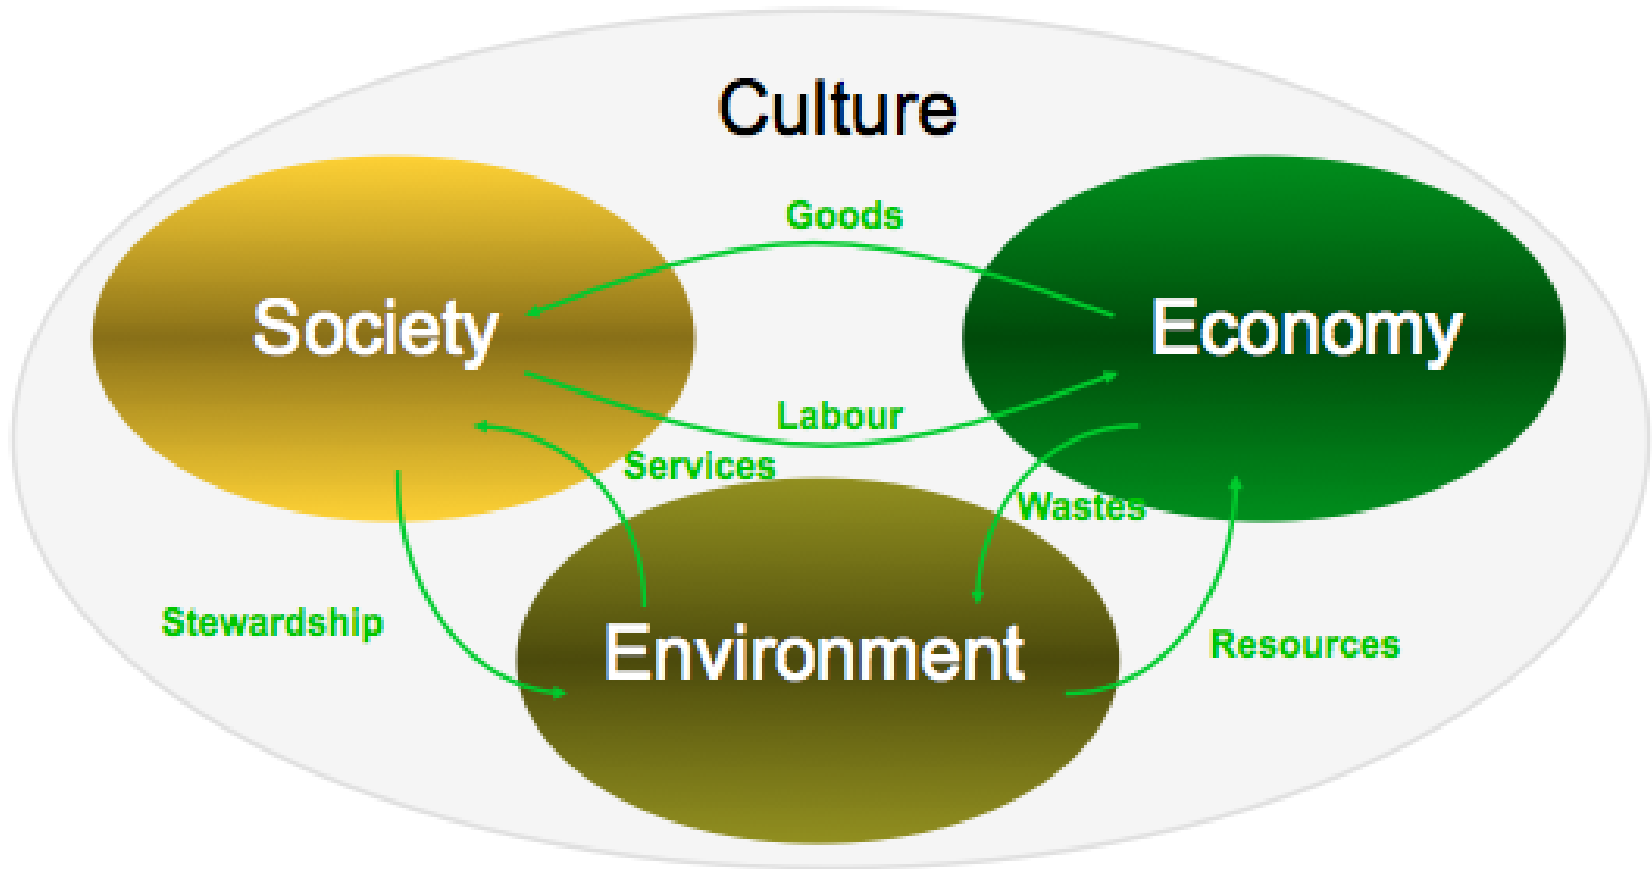 Culture
Goods
Society
Economy
Labour
Services
Wastes
Stewardship
Environment
Resources